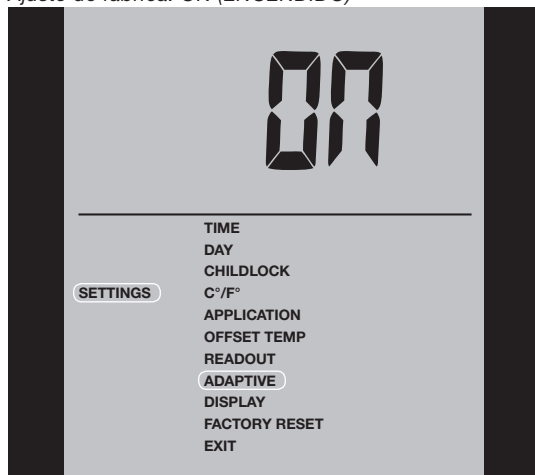 Ajuste de fábrica: ON (ENCENDIDO)
ON
TIME
DAY
CHILDLOCK
SETTINGS C°/F°
APPLICATION
OFFSET TEMP
READOUT
ADAPTIVE
DISPLAY
FACTORY RESET
EXIT